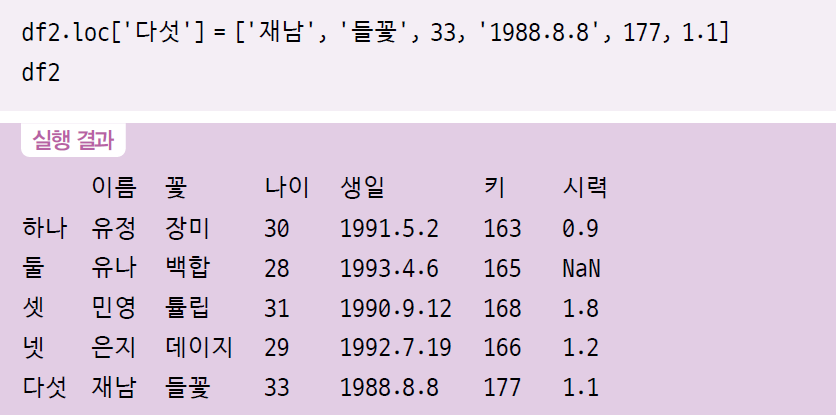 df2.loc['다섯'] = ['재남', '들꽃', 33, '1988.8.8', 177, 1.1]
df2
실행 결과
이름 꽃 나이 생일 키 시력
하나 유정 장미 30 1991.5.2 163 0.9
둘 유나 백합 28 1993.4.6 165 NaN
셋 민영 튤립 31 1990.9.12 168 1.8
넷 은지 데이지 29 1992.7.19 166 1.2
다섯 재남 들꽃 33 1988.8.8 177 1.1